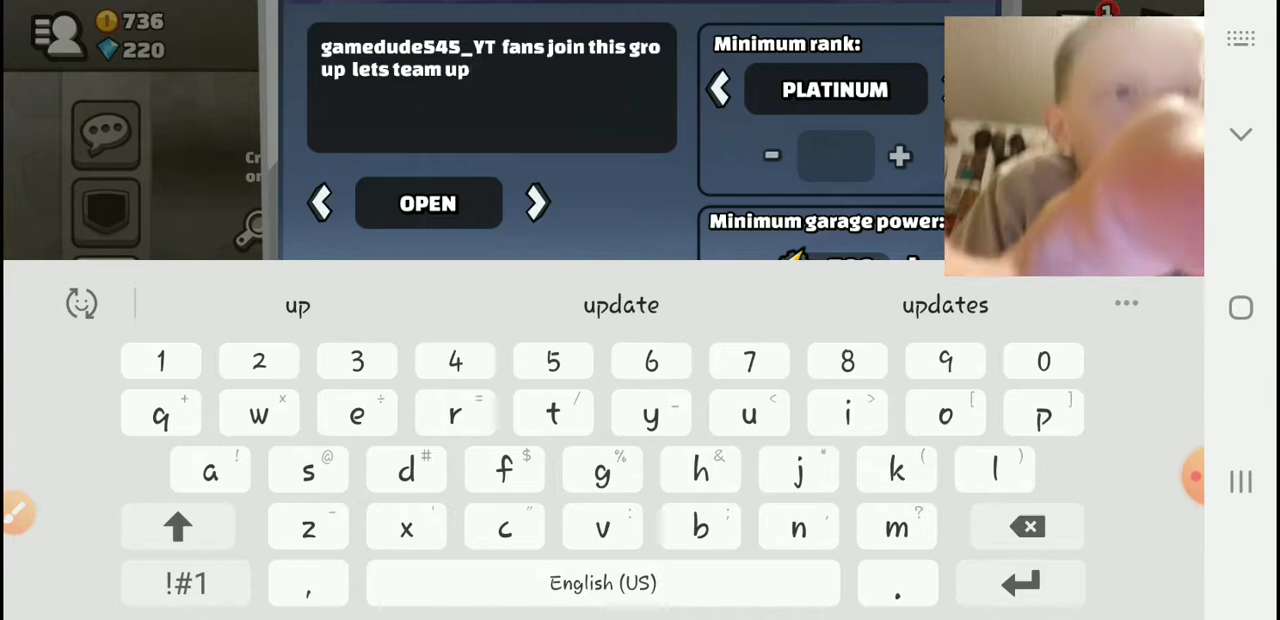 736
220
gamedude545_YT fans join this gro
up lets team up
Minimum rank:
PLATINUM
- +
OPEN
Minimum garage power:
up update updates •••
1 2 3 4 5 6 7 8 9 0
q + w × e ÷ r = t / y _ u < i > o [ p ]
a ! s @ d # f $ g % h & j * k ( l )
z - x ' c " v : b ; n , m ?
!#1 , English (US) .